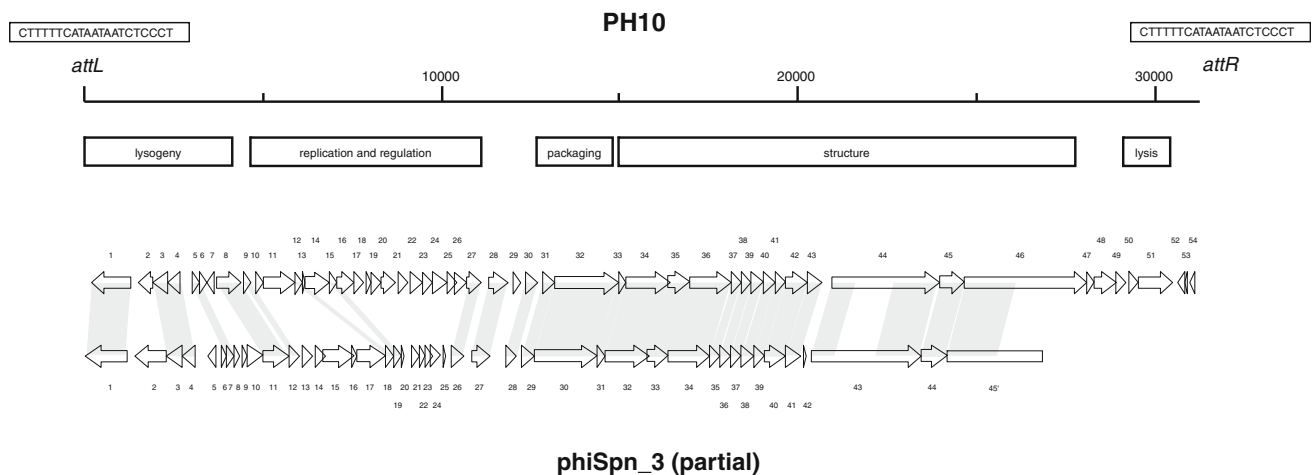 PH10
CTTTTTCATAATAATCTCCCT CTTTTTCATAATAATCTCCCT
attL attR
10000 20000 30000
lysogeny replication and regulation packaging structure lysis
12 14 16 18 20 22 24 26 38 41 48 50 52 54
1 2 3 4 5 6 7 8 9 10 11 13 15 17 19 21 23 25 27 28 29 30 31 32 33 34 35 36 37 39 40 42 43 44 45 46 47 49 51 53
1 2 3 4 5 6 7 8 9 10 11 12 13 14 15 16 17 18 20 21 23 25 26 27 28 29 30 31 32 33 34 35 37 39 43 44 45'
19 22 24 36 38 40 41 42
phiSpn_3 (partial)